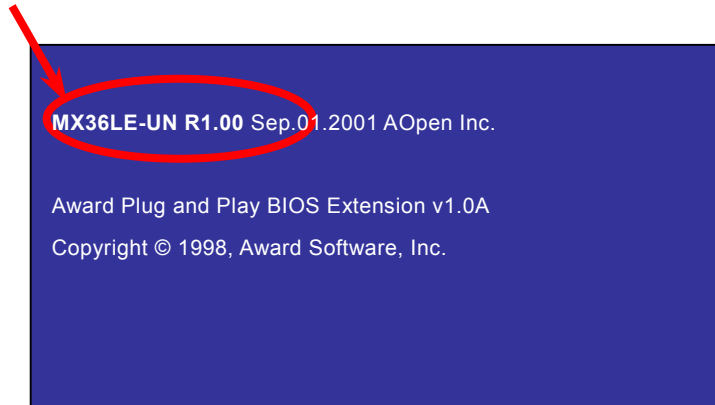 MX36LE-UN R1.00 Sep.01.2001 AOpen Inc.
Award Plug and Play BIOS Extension v1.0A
Copyright © 1998, Award Software, Inc.